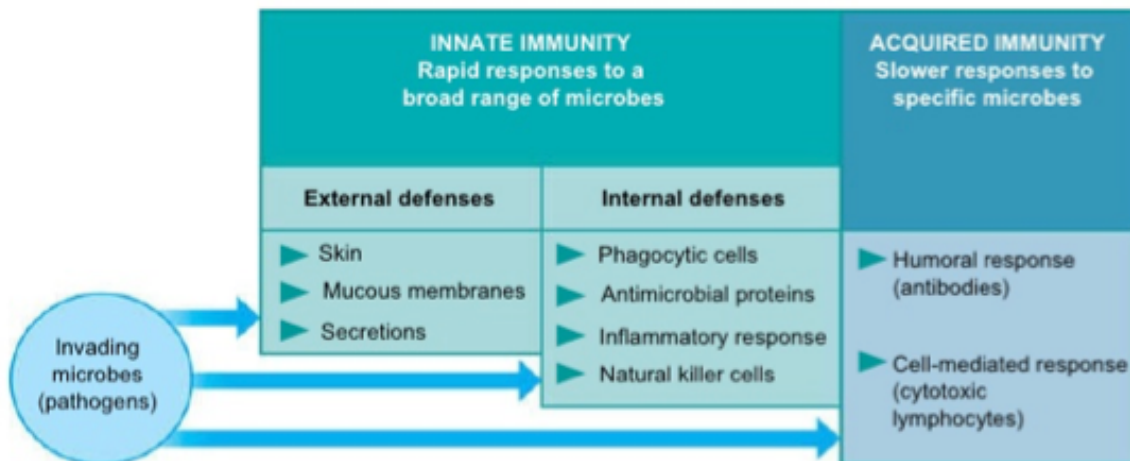 INNATE IMMUNITY
Rapid responses to a
broad range of microbes
ACQUIRED IMMUNITY
Slower responses to
specific microbes
External defenses
Internal defenses
Skin
Mucous membranes
Secretions
Phagocytic cells
Antimicrobial proteins
Inflammatory response
Natural killer cells
Humoral response
(antibodies)
Cell-mediated response
(cytotoxic
lymphocytes)
Invading
microbes
(pathogens)